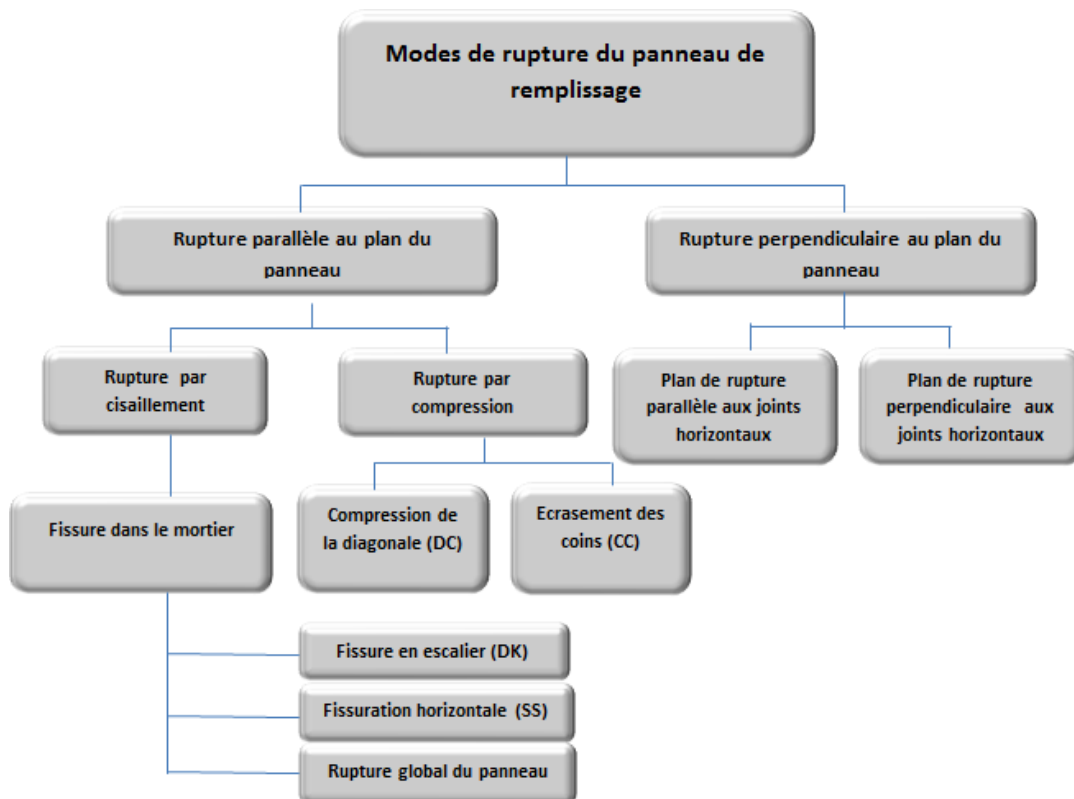 Modes de rupture du panneau de
remplissage
Rupture parallèle au plan du
panneau
Rupture perpendiculaire au plan du
panneau
Rupture par
cisaillement
Rupture par
compression
Plan de rupture
parallèle aux joints
horizontaux
Plan de rupture
perpendiculaire aux
joints horizontaux
Fissure dans le mortier
Compression de
la diagonale (DC)
Ecrasement des
coins (CC)
Fissure en escalier (DK)
Fissuration horizontale (SS)
Rupture global du panneau